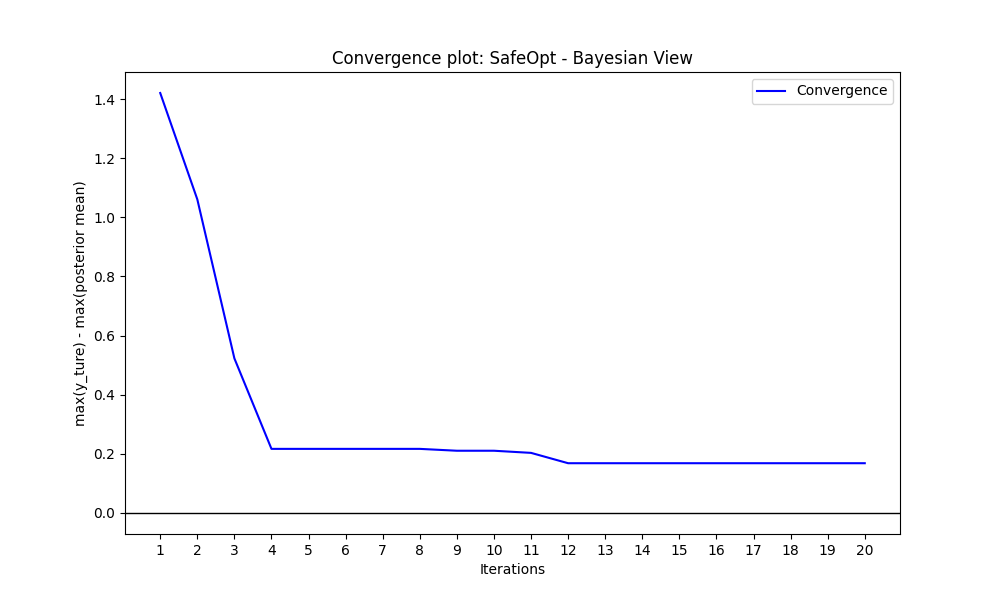 Convergence plot: SafeOpt - Bayesian View
Convergence
max(y_ture) - max(posterior mean)
1.4
1.2
1.0
0.8
0.6
0.4
0.2
0.0
1 2 3 4 5 6 7 8 9 10 11 12 13 14 15 16 17 18 19 20
Iterations